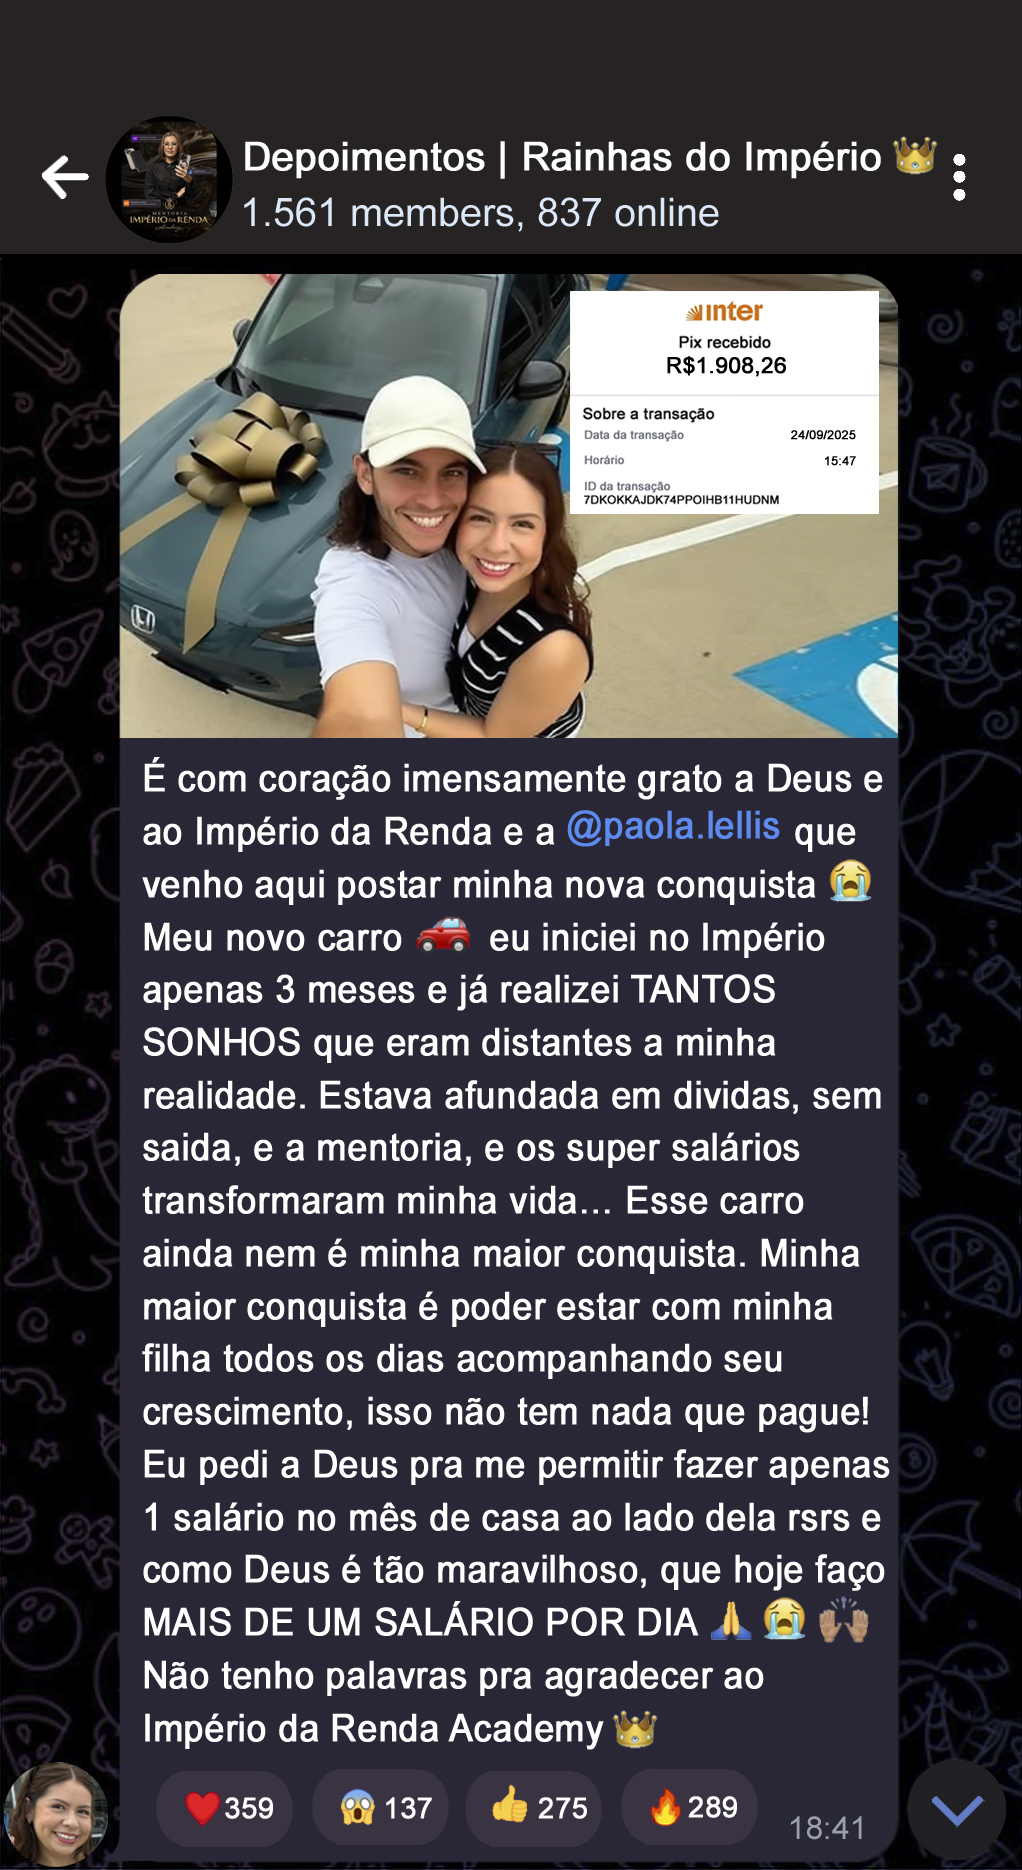 Depoimentos | Rainhas do Império 👑
1.561 members, 837 online
MENTORIA
IMPÉRIO DA RENDA
Academy
inter
Pix recebido
R$1.908,26
Sobre a transação
Data da transação 24/09/2025
Horário 15:47
ID da transação
7DKOKKAJDK74PPOIHB11HUDNM
É com coração imensamente grato a Deus e
ao Império da Renda e a @paola.lellis que
venho aqui postar minha nova conquista 😭
Meu novo carro 🚗 eu iniciei no Império
apenas 3 meses e já realizei TANTOS
SONHOS que eram distantes a minha
realidade. Estava afundada em dividas, sem
saida, e a mentoria, e os super salários
transformaram minha vida... Esse carro
ainda nem é minha maior conquista. Minha
maior conquista é poder estar com minha
filha todos os dias acompanhando seu
crescimento, isso não tem nada que pague!
Eu pedi a Deus pra me permitir fazer apenas
1 salário no mês de casa ao lado dela rsrs e
como Deus é tão maravilhoso, que hoje faço
MAIS DE UM SALÁRIO POR DIA 🙏 😭 🙌🏽
Não tenho palavras pra agradecer ao
Império da Renda Academy 👑
❤️ 359 😱 137 👍 275 🔥 289 18:41